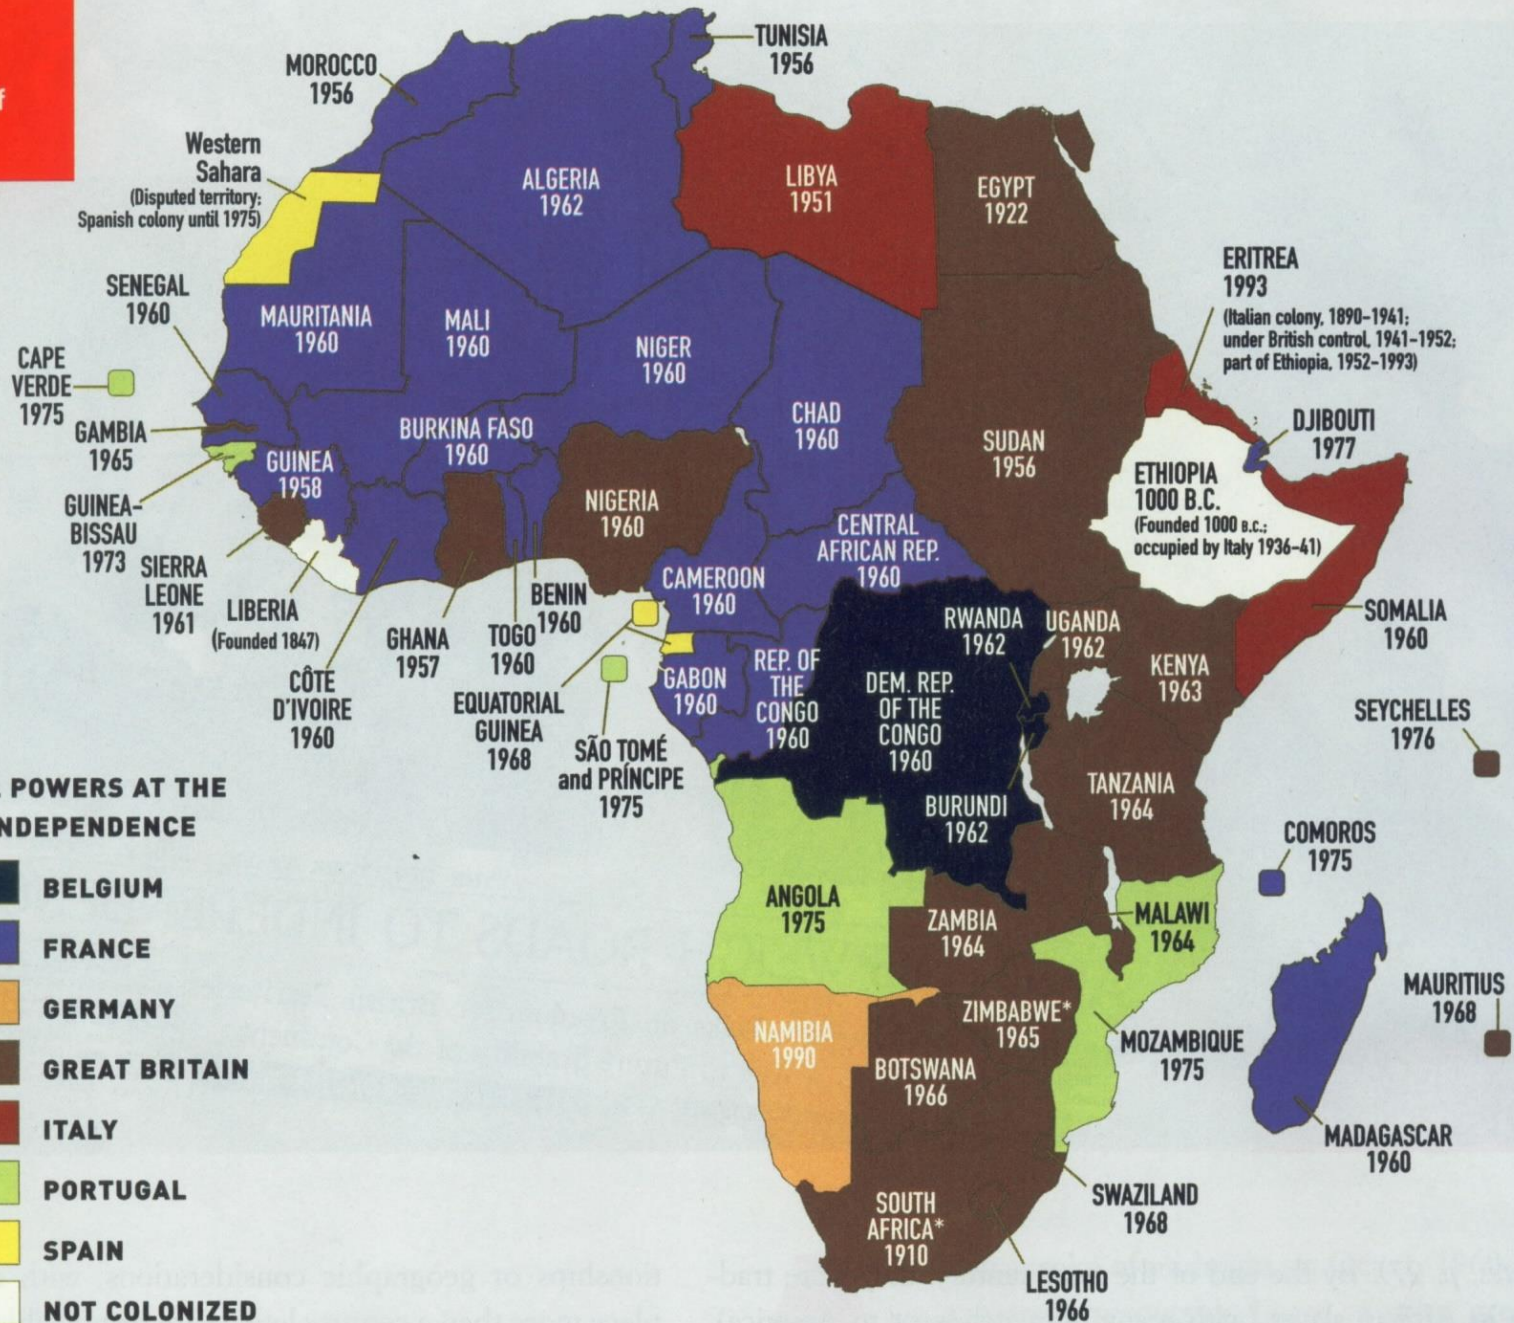 f
TUNISIA
1956
MOROCCO
1956
Western
Sahara
(Disputed territory;
Spanish colony until 1975)
ALGERIA
1962
LIBYA
1951
EGYPT
1922
SENEGAL
1960
MAURITANIA
1960
MALI
1960
NIGER
1960
CHAD
1960
SUDAN
1956
ERITREA
1993
(Italian colony, 1890–1941;
under British control, 1941–1952;
part of Ethiopia, 1952–1993)
CAPE
VERDE
1975
GAMBIA
1965
GUINEA-
BISSAU
1973
GUINEA
1958
BURKINA FASO
1960
NIGERIA
1960
DJIBOUTI
1977
ETHIOPIA
1000 B.C.
(Founded 1000 B.C.;
occupied by Italy 1936–41)
SIERRA
LEONE
1961
LIBERIA
(Founded 1847)
CÔTE
D'IVOIRE
1960
GHANA
1957
TOGO
1960
BENIN
1960
CAMEROON
1960
CENTRAL
AFRICAN REP.
1960
EQUATORIAL
GUINEA
1968
SÃO TOMÉ
and PRÍNCIPE
1975
GABON
1960
REP. OF
THE
CONGO
1960
DEM. REP.
OF THE
CONGO
1960
RWANDA
1962
UGANDA
1962
KENYA
1963
SOMALIA
1960
SEYCHELLES
1976
BURUNDI
1962
TANZANIA
1964
COMOROS
1975
ANGOLA
1975
ZAMBIA
1964
MALAWI
1964
MAURITIUS
1968
NAMIBIA
1990
ZIMBABWE*
1965
BOTSWANA
1966
MOZAMBIQUE
1975
MADAGASCAR
1960
SOUTH
AFRICA*
1910
SWAZILAND
1968
LESOTHO
1966
POWERS AT THE
NDEPENDENCE
BELGIUM
FRANCE
GERMANY
GREAT BRITAIN
ITALY
PORTUGAL
SPAIN
NOT COLONIZED